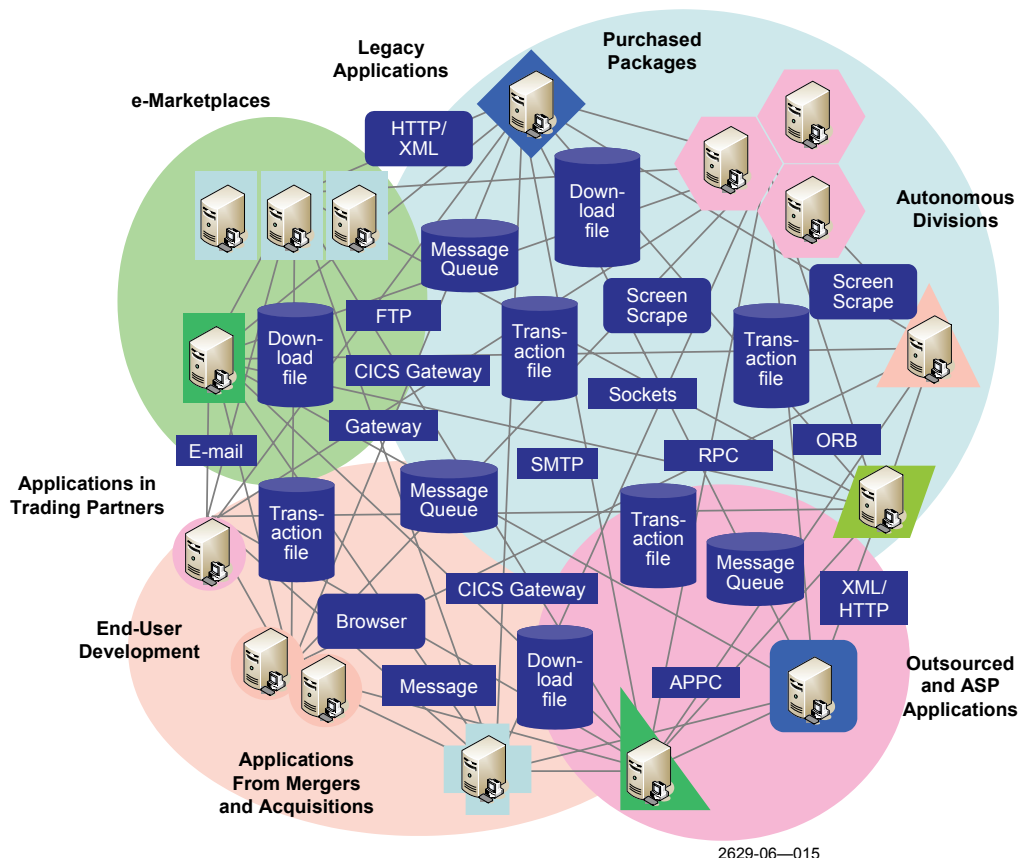 Legacy
Applications
Purchased
Packages
e-Marketplaces
HTTP/
XML
Down-
load
file
Autonomous
Divisions
Message
Queue
Screen
Scrape
Screen
Scrape
FTP
Down-
load
file
Trans-
action
file
Trans-
action
file
CICS Gateway
Sockets
Gateway
E-mail
SMTP
RPC
ORB
Applications in
Trading Partners
Message
Queue
Trans-
action
file
Trans-
action
file
Message
Queue
CICS Gateway
XML/
HTTP
End-User
Development
Browser
Down-
load
file
Message
APPC
Outsourced
and ASP
Applications
Applications
From Mergers
and Acquisitions
2629-06—015